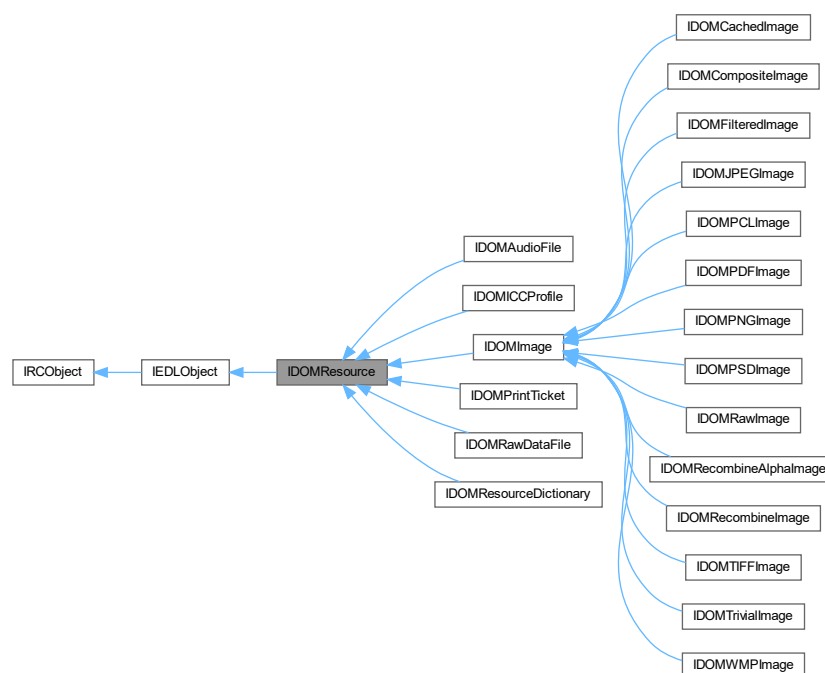 IDOMCachedImage
IDOMCompositeImage
IDOMFilteredImage
IDOMJPEGImage
IDOMPCLImage
IDOMAudioFile
IDOMPDFImage
IDOMICCProfile
IDOMPNGImage
IDOMImage
IRCObject
IEDLObject
IDOMResource
IDOMPSDImage
IDOMPrintTicket
IDOMRawImage
IDOMRawDataFile
IDOMRecombineAlphaImage
IDOMResourceDictionary
IDOMRecombineImage
IDOMTIFFImage
IDOMTrivialImage
IDOMWMPImage